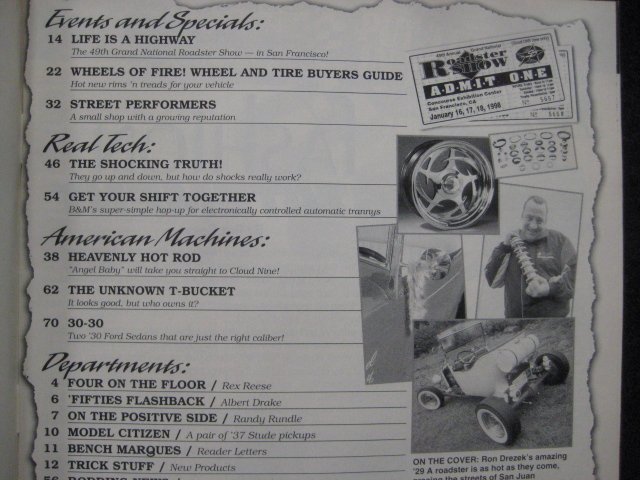 Events and Specials:
14 LIFE IS A HIGHWAY
The 49th Grand National Roadster Show — in San Francisco!
22 WHEELS OF FIRE! WHEEL AND TIRE BUYERS GUIDE
Hot new rims 'n treads for your vehicle
32 STREET PERFORMERS
A small shop with a growing reputation
Real Tech:
46 THE SHOCKING TRUTH!
They go up and down, but how do shocks really work?
54 GET YOUR SHIFT TOGETHER
B&M's super-simple hop-up for electronically controlled automatic trannys
American Machines:
38 HEAVENLY HOT ROD
"Angel Baby" will take you straight to Cloud Nine!
62 THE UNKNOWN T-BUCKET
It looks good, but who owns it?
70 30-30
Two '30 Ford Sedans that are just the right caliber!
Departments:
4 FOUR ON THE FLOOR / Rex Reese
6 'FIFTIES FLASHBACK / Albert Drake
7 ON THE POSITIVE SIDE / Randy Rundle
10 MODEL CITIZEN / A pair of '37 Stude pickups
11 BENCH MARQUES / Reader Letters
12 TRICK STUFF / New Products
49th Annual Grand National
Roadster
SHOW
A-D-M-I-T O-N-E
Concourse Exhibition Center
San Francisco, CA
January 16, 17, 18, 1998
ON THE COVER: Ron Drezek's amazing
'29 A roadster is as hot as they come,
the streets of San Juan